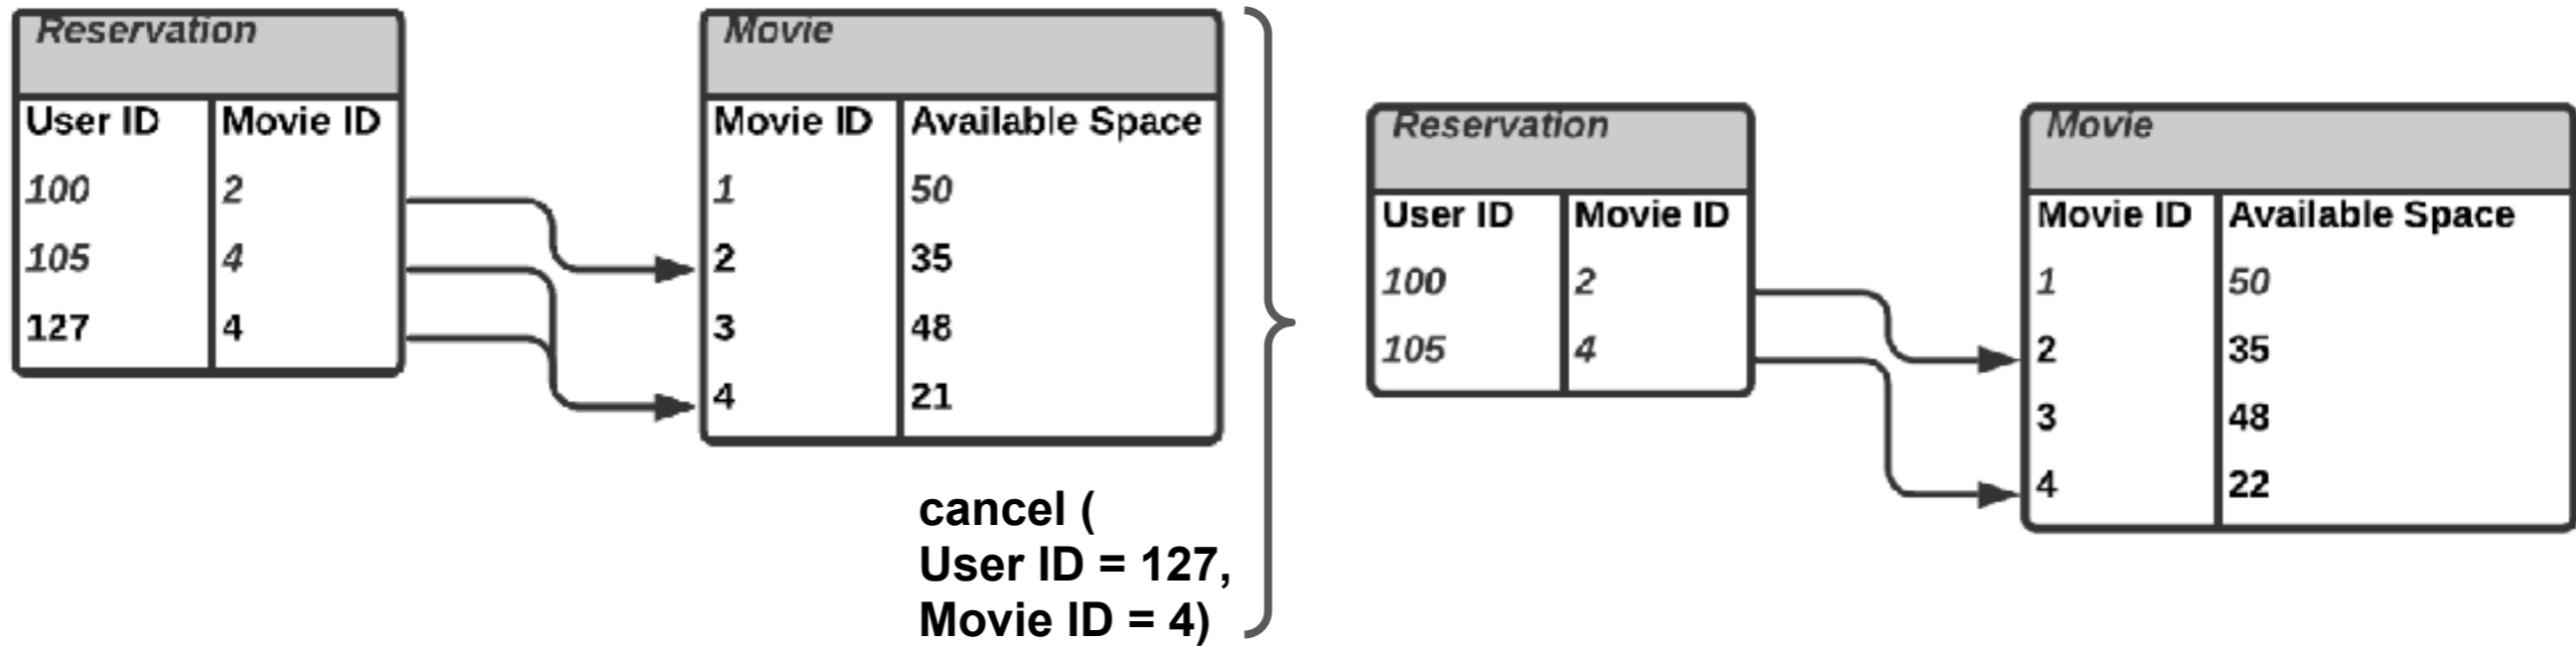 Reservation
User ID Movie ID
100 2
105 4
127 4
Movie
Movie ID Available Space
1 50
2 35
3 48
4 21
cancel (
User ID = 127,
Movie ID = 4)
Reservation
User ID Movie ID
100 2
105 4
Movie
Movie ID Available Space
1 50
2 35
3 48
4 22